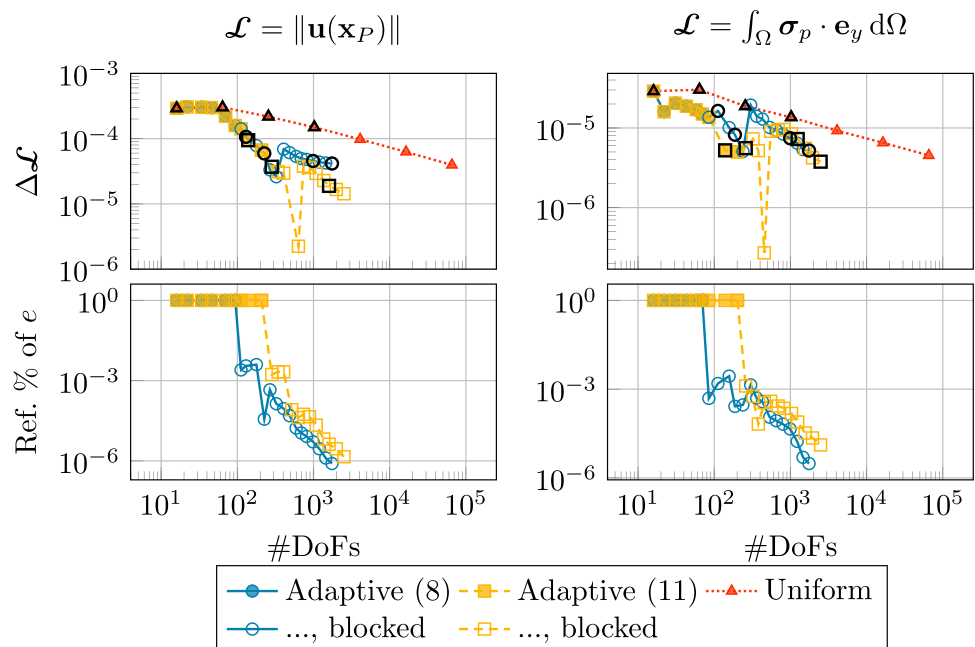 𝓛 = ‖u(x_P)‖
𝓛 = ∫_Ω σ_p · e_y dΩ
Δ𝓛
10^−3
10^−4
10^−5
10^−6
10^−5
10^−6
Ref. % of e
10^0
10^−3
10^−6
10^0
10^−3
10^−6
10^1 10^2 10^3 10^4 10^5
10^1 10^2 10^3 10^4 10^5
#DoFs
#DoFs
Adaptive (8) Adaptive (11) Uniform
..., blocked ..., blocked